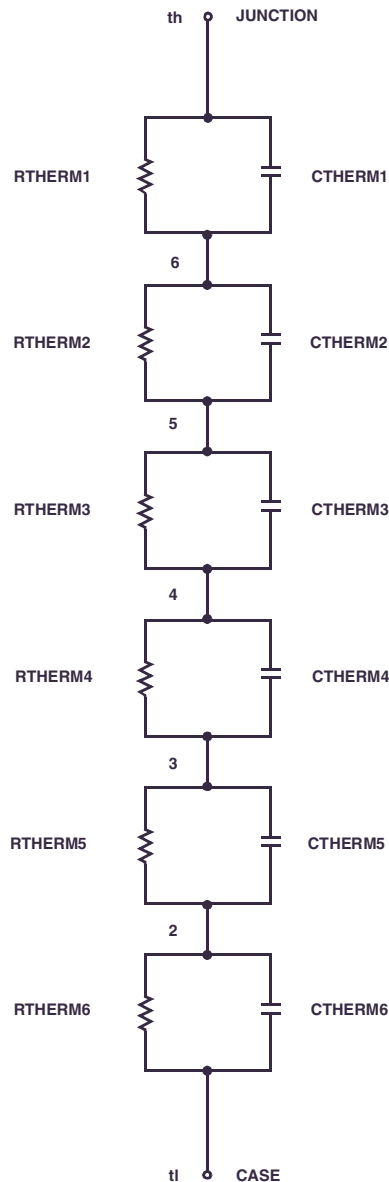 th JUNCTION
RTHERM1 CTHERM1
6
RTHERM2 CTHERM2
5
RTHERM3 CTHERM3
4
RTHERM4 CTHERM4
3
RTHERM5 CTHERM5
2
RTHERM6 CTHERM6
tl CASE